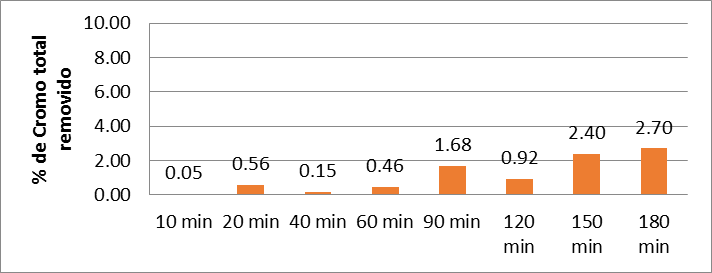 % de Cromo total
removido
10.00
8.00
6.00
4.00
2.00
0.00
0.05
0.56
0.15
0.46
1.68
0.92
2.40
2.70
10 min
20 min
40 min
60 min
90 min
120
min
150
min
180
min